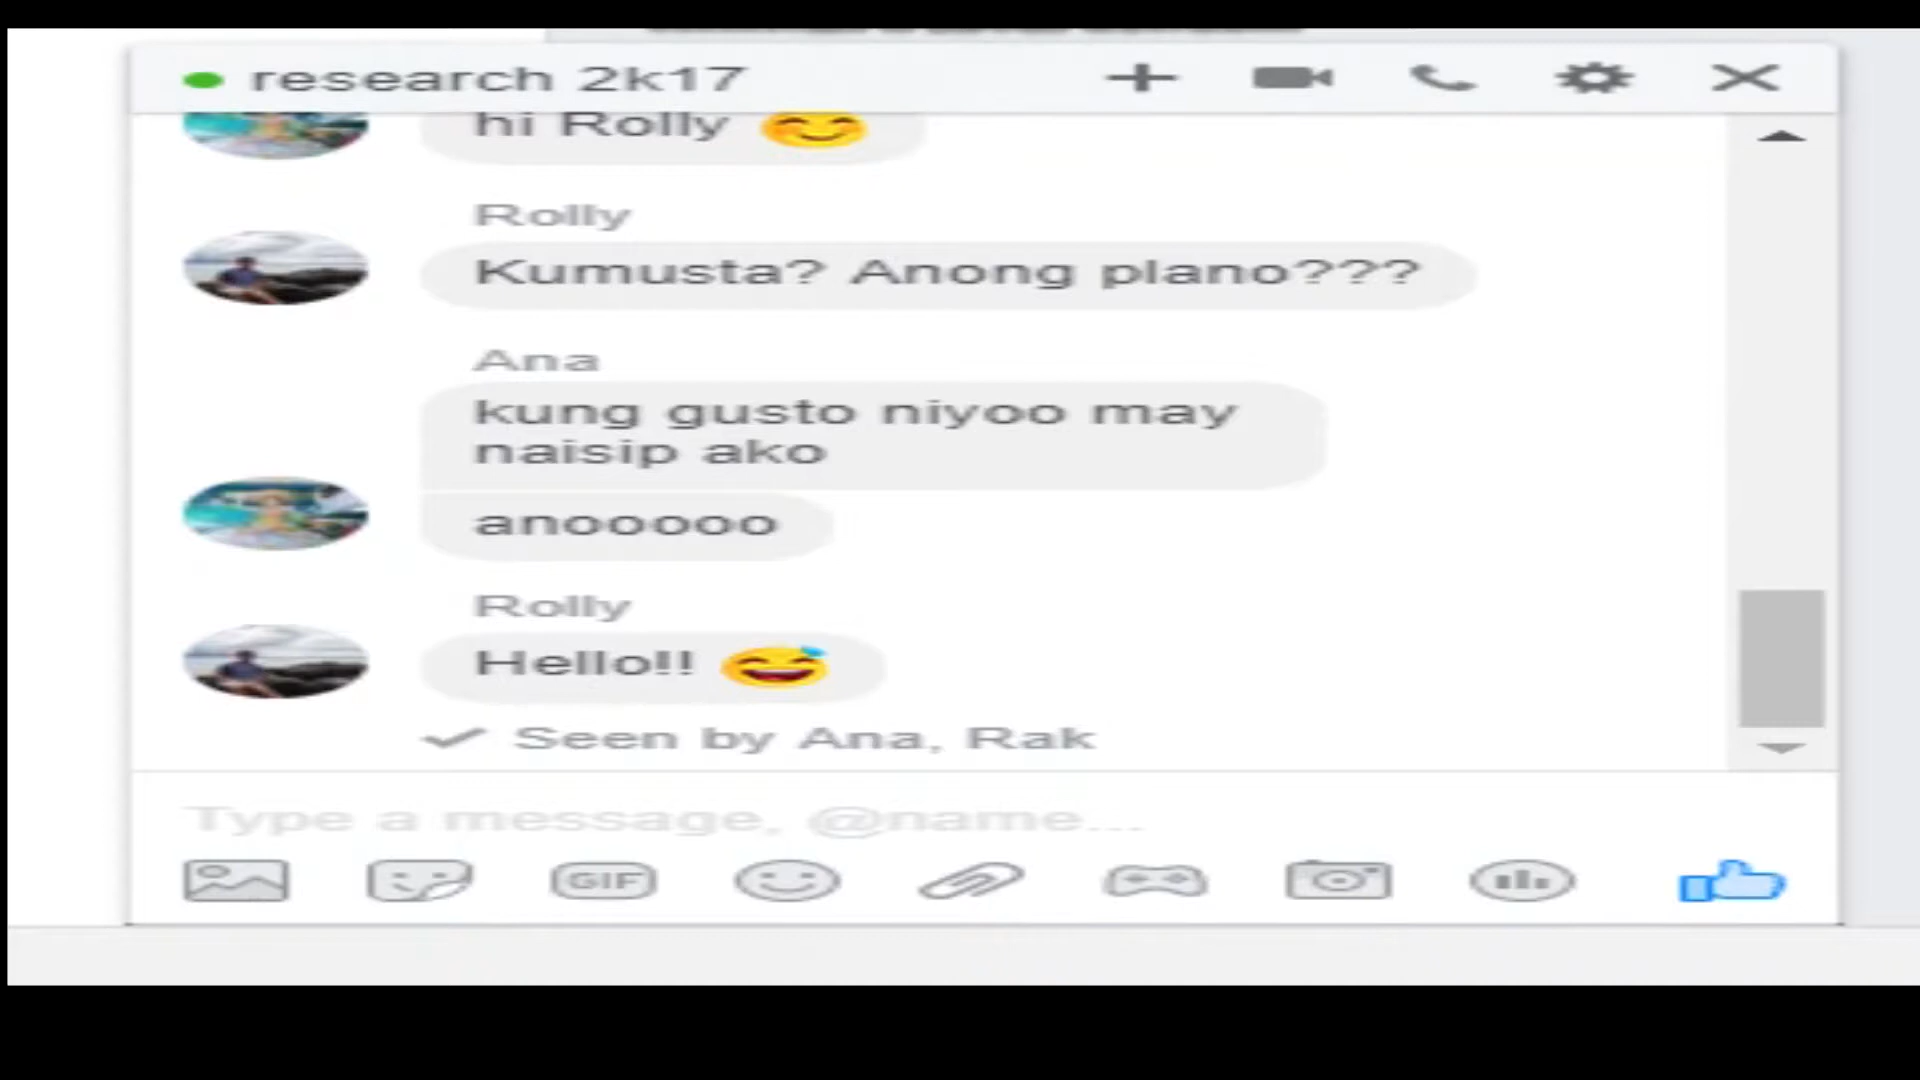 research 2k17
hi Rolly 😊
Rolly
Kumusta? Anong plano???
Ana
kung gusto niyoo may
naisip ako
anooooo
Rolly
Hello!! 😅
Seen by Ana, Rak
Type a message, @name...
GIF